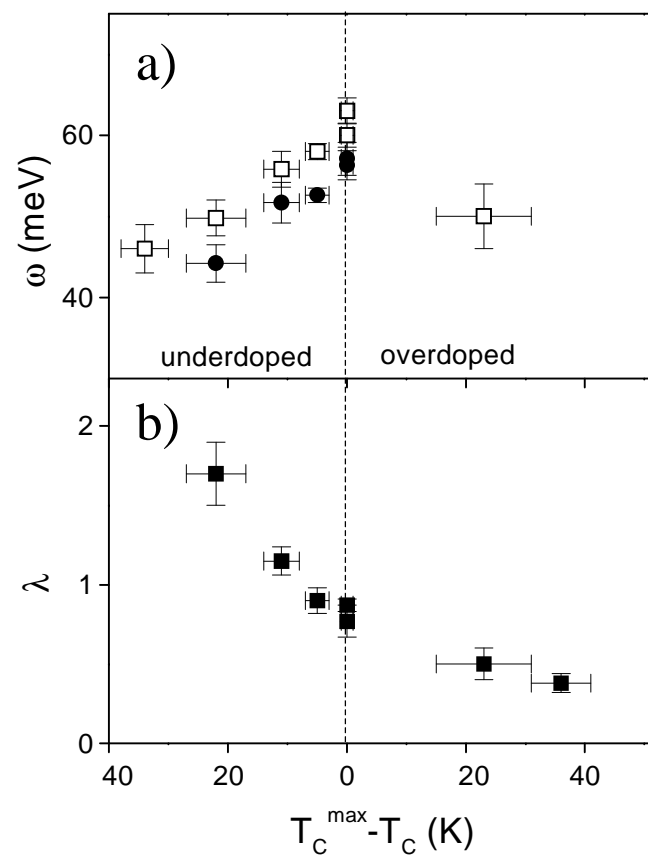 a)
60
40
ω (meV)
underdoped
overdoped
b)
2
1
0
λ
40 20 0 20 40
T_C^max-T_C (K)